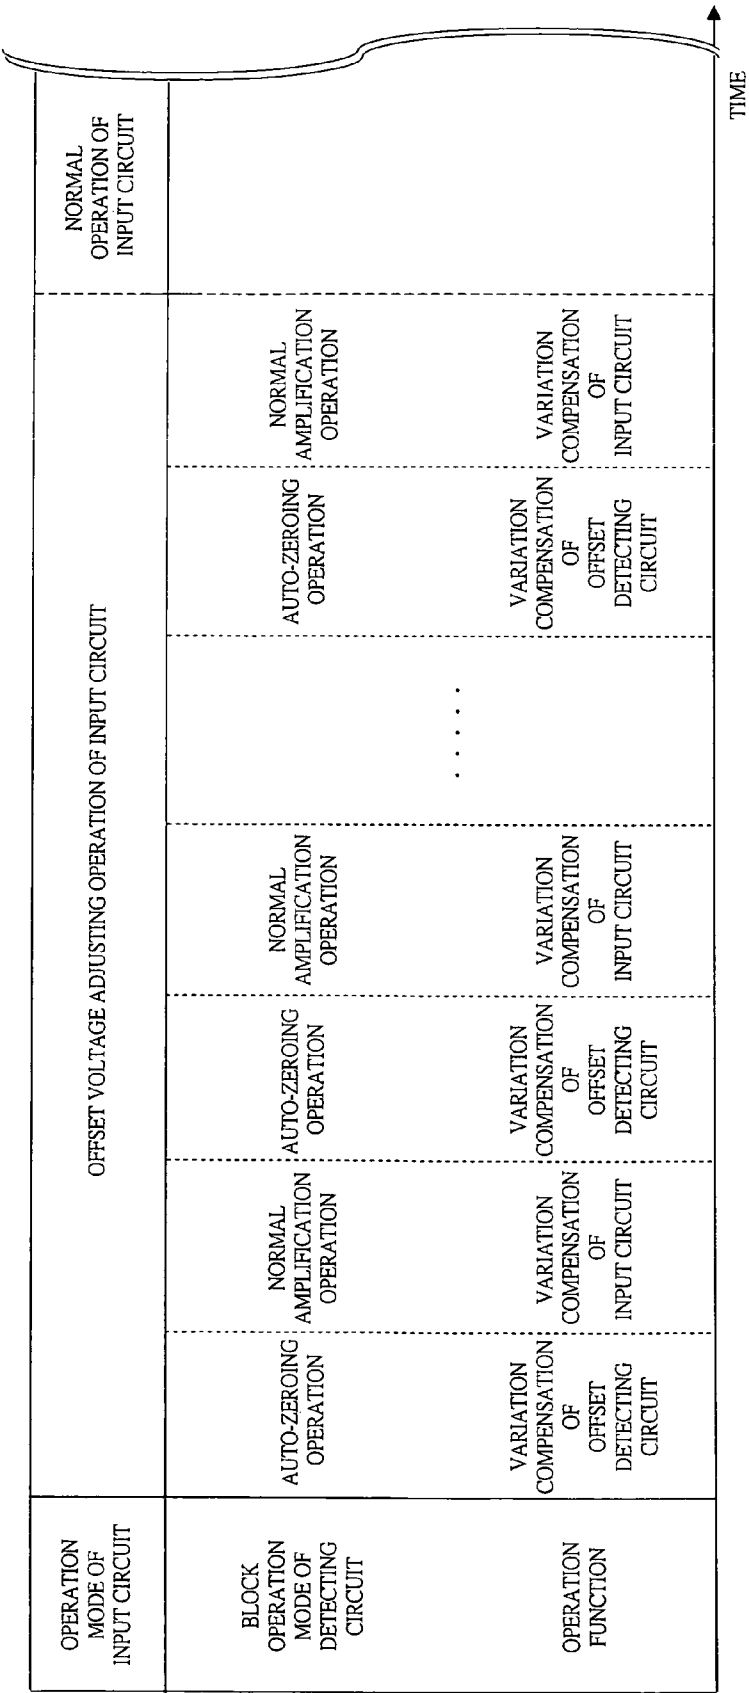 OPERATION
MODE OF
INPUT CIRCUIT
OFFSET VOLTAGE ADJUSTING OPERATION OF INPUT CIRCUIT
NORMAL
OPERATION OF
INPUT CIRCUIT
BLOCK
OPERATION
MODE OF
DETECTING
CIRCUIT
AUTO-ZEROING
OPERATION
NORMAL
AMPLIFICATION
OPERATION
AUTO-ZEROING
OPERATION
NORMAL
AMPLIFICATION
OPERATION
. . . . .
AUTO-ZEROING
OPERATION
NORMAL
AMPLIFICATION
OPERATION
OPERATION
FUNCTION
VARIATION
COMPENSATION
OF
OFFSET
DETECTING
CIRCUIT
VARIATION
COMPENSATION
OF
INPUT CIRCUIT
VARIATION
COMPENSATION
OF
OFFSET
DETECTING
CIRCUIT
VARIATION
COMPENSATION
OF
INPUT CIRCUIT
VARIATION
COMPENSATION
OF
OFFSET
DETECTING
CIRCUIT
VARIATION
COMPENSATION
OF
INPUT CIRCUIT
TIME